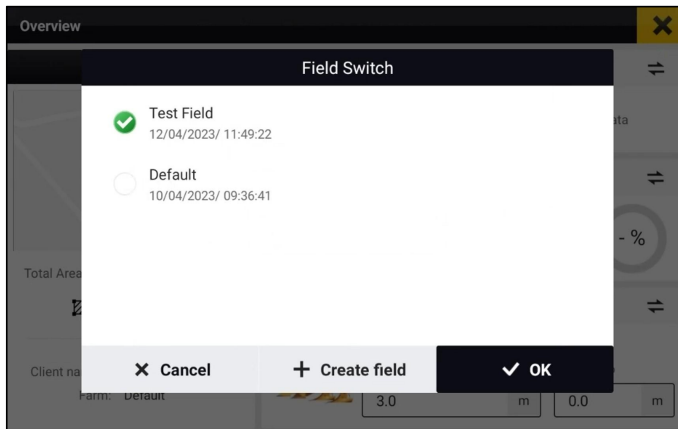 Overview
Field Switch
Test Field
12/04/2023/ 11:49:22
ata
Default
10/04/2023/ 09:36:41
- %
Total Area
Cancel
Create field
OK
Client na
Farm: Default
3.0 m
0.0 m